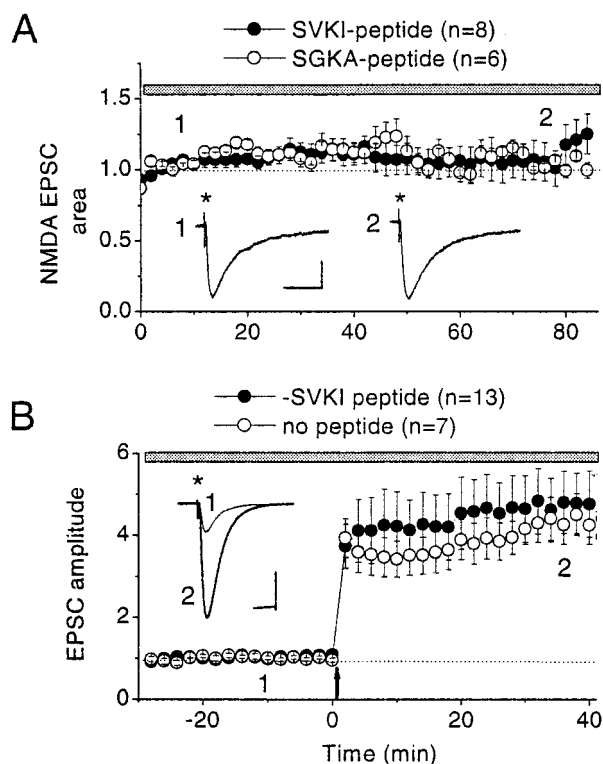 A
SVKI-peptide (n=8)
SGKA-peptide (n=6)
NMDA EPSC
area
1.5
1.0
0.5
0.0
1
2
*
*
1
2
0
20
40
60
80
B
-SVKI peptide (n=13)
no peptide (n=7)
EPSC amplitude
6
4
2
0
*
1
2
1
2
-20
0
20
40
Time (min)